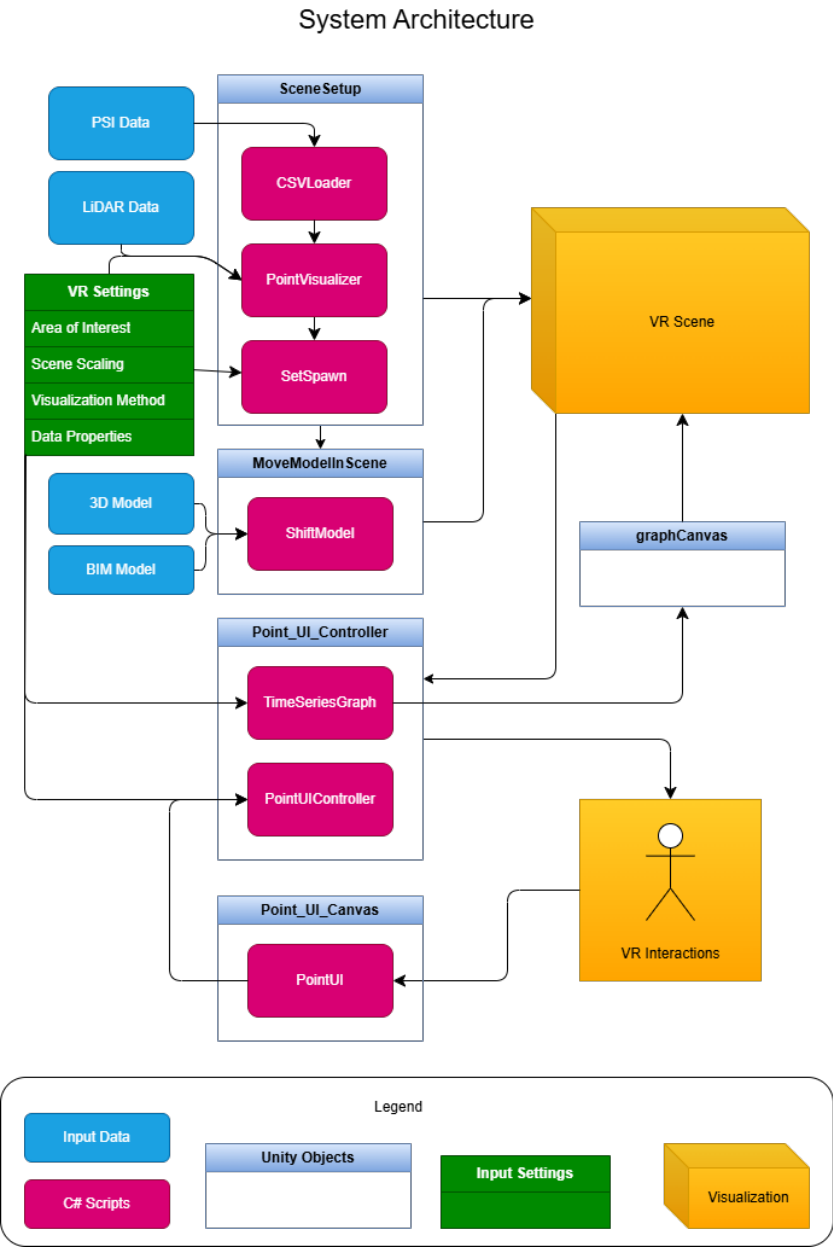 System Architecture
SceneSetup
PSI Data
CSVLoader
LiDAR Data
PointVisualizer
VR Settings
Area of Interest
Scene Scaling
Visualization Method
Data Properties
SetSpawn
VR Scene
MoveModelInScene
3D Model
ShiftModel
BIM Model
graphCanvas
Point_UI_Controller
TimeSeriesGraph
PointUIController
VR Interactions
Point_UI_Canvas
PointUI
Legend
Input Data
C# Scripts
Unity Objects
Input Settings
Visualization